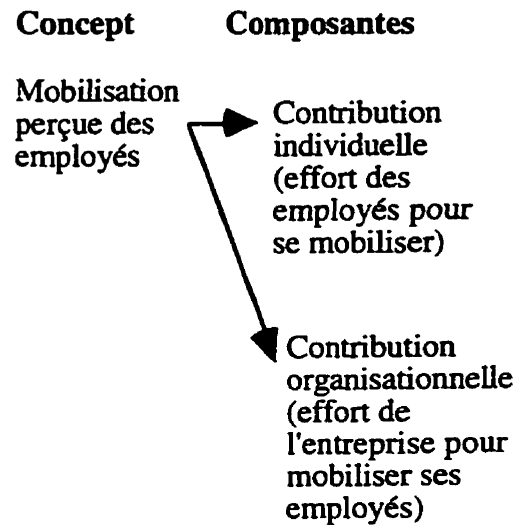 Concept Composantes
Mobilisation
perçue des
employés
Contribution
individuelle
(effort des
employés pour
se mobiliser)
Contribution
organisationnelle
(effort de
l'entreprise pour
mobiliser ses
employés)